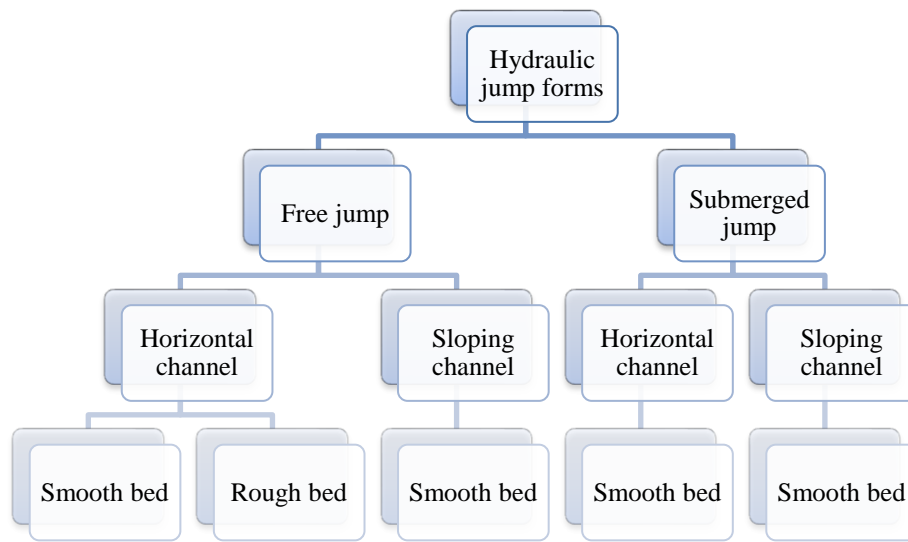 Hydraulic
jump forms
Free jump
Submerged
jump
Horizontal
channel
Sloping
channel
Horizontal
channel
Sloping
channel
Smooth bed
Rough bed
Smooth bed
Smooth bed
Smooth bed